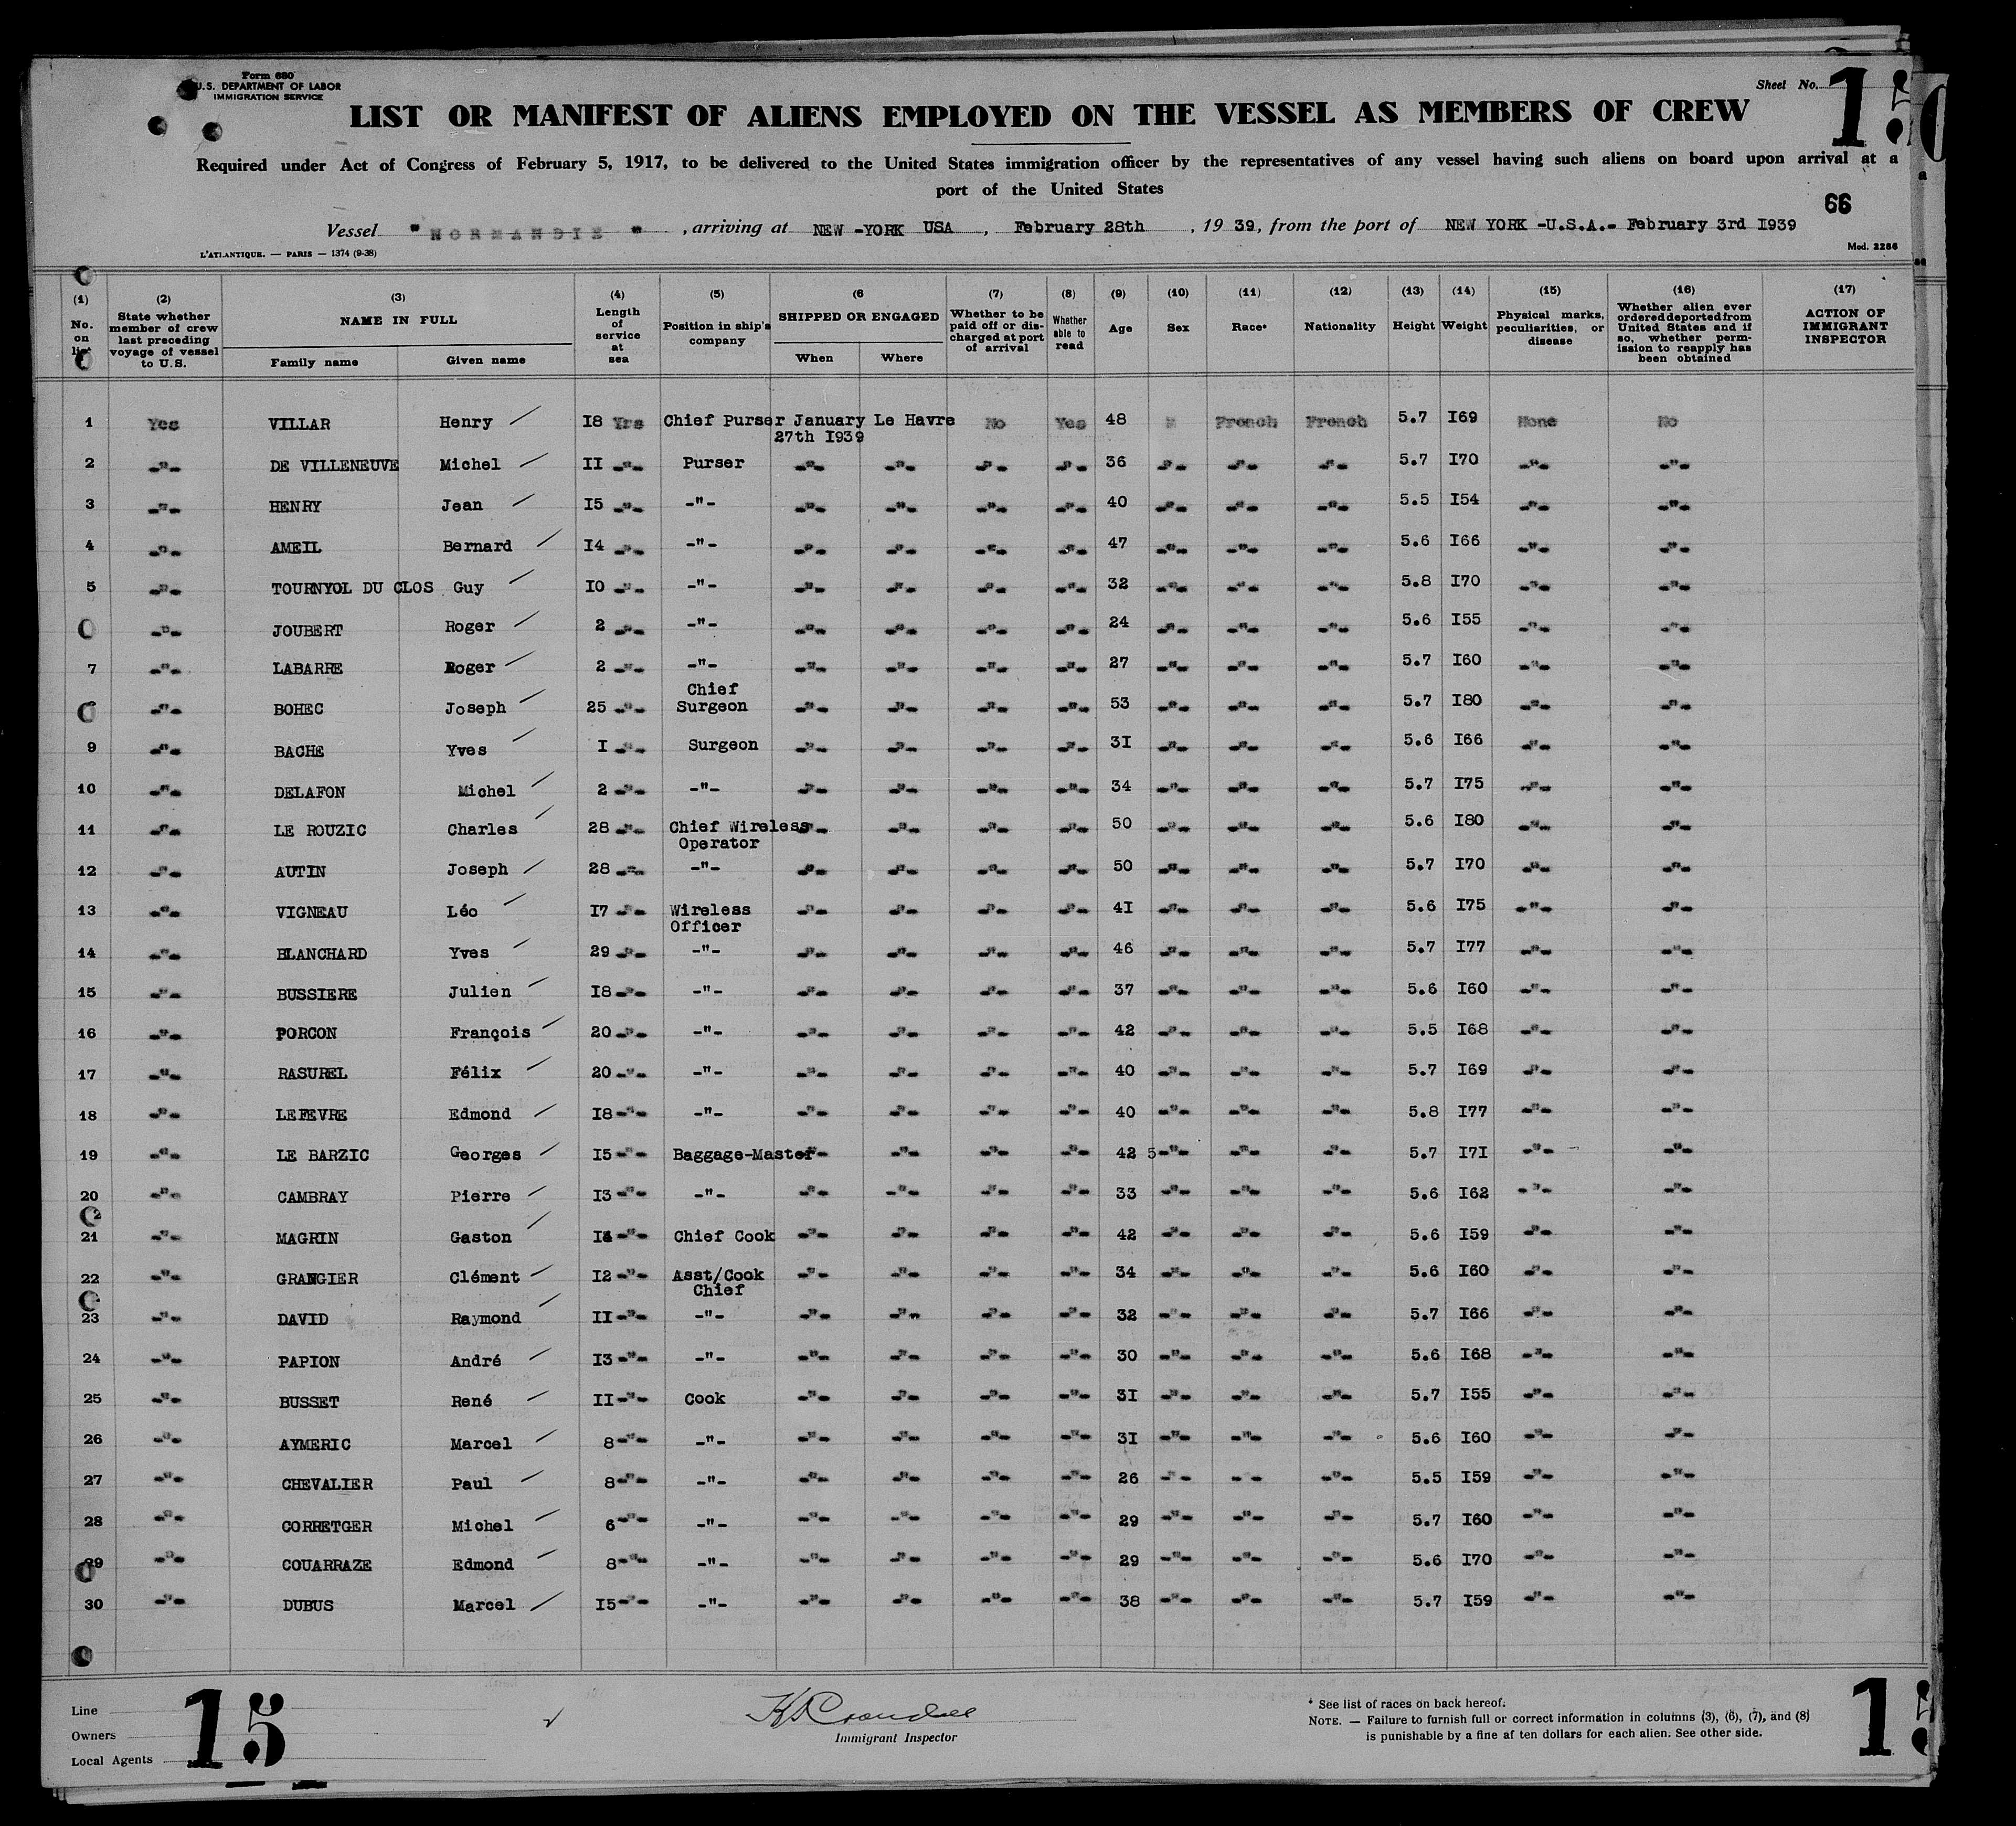 Form 680
U.S. DEPARTMENT OF LABOR
IMMIGRATION SERVICE
Sheet No. 15
LIST OR MANIFEST OF ALIENS EMPLOYED ON THE VESSEL AS MEMBERS OF CREW
Required under Act of Congress of February 5, 1917, to be delivered to the United States immigration officer by the representatives of any vessel having such aliens on board upon arrival at a
port of the United States
66
Vessel "NORMANDIE", arriving at NEW-YORK USA, February 28th, 1939, from the port of NEW YORK -U.S.A.- February 3rd I939
L'ATLANTIQUE. — PARIS — 1374 (9-38)
Mod. 2286
(1) No. on list (2) State whether member of crew last preceding voyage of vessel to U.S. (3) NAME IN FULL Family name Given name (4) Length of service at sea (5) Position in ship's company (6 SHIPPED OR ENGAGED When Where (7) Whether to be paid off or discharged at port of arrival (8) Whether able to read (9) Age (10) Sex (11) Race* (12) Nationality (13) Height (14) Weight (15) Physical marks, peculiarities, or disease (16) Whether alien ever ordered deported from United States and if so, whether permission to reapply has been obtained (17) ACTION OF IMMIGRANT INSPECTOR
1 Yes VILLAR Henry I8 Yrs Chief Purser January 27th I939 Le Havre No Yes 48 M French French 5.7 I69 None No
2 -"- DE VILLENEUVE Michel II -"- Purser -"- -"- -"- -"- 36 -"- -"- -"- 5.7 I70 -"- -"-
3 -"- HENRY Jean I5 -"- -"- -"- -"- -"- -"- 40 -"- -"- -"- 5.5 I54 -"- -"-
4 -"- AMEIL Bernard I4 -"- -"- -"- -"- -"- -"- 47 -"- -"- -"- 5.6 I66 -"- -"-
5 -"- TOURNYOL DU CLOS Guy I0 -"- -"- -"- -"- -"- -"- 32 -"- -"- -"- 5.8 I70 -"- -"-
-"- JOUBERT Roger 2 -"- -"- -"- -"- -"- -"- 24 -"- -"- -"- 5.6 I55 -"- -"-
7 -"- LABARRE Roger 2 -"- -"- -"- -"- -"- -"- 27 -"- -"- -"- 5.7 I60 -"- -"-
-"- BOHEC Joseph 25 -"- Chief Surgeon -"- -"- -"- -"- 53 -"- -"- -"- 5.7 I80 -"- -"-
9 -"- BACHE Yves I -"- Surgeon -"- -"- -"- -"- 3I -"- -"- -"- 5.6 I66 -"- -"-
10 -"- DELAFON Michel 2 -"- -"- -"- -"- -"- -"- 34 -"- -"- -"- 5.7 I75 -"- -"-
11 -"- LE ROUZIC Charles 28 -"- Chief Wireless Operator -"- -"- -"- -"- 50 -"- -"- -"- 5.6 I80 -"- -"-
12 -"- AUTIN Joseph 28 -"- -"- -"- -"- -"- -"- 50 -"- -"- -"- 5.7 I70 -"- -"-
13 -"- VIGNEAU Léo I7 -"- Wireless Officer -"- -"- -"- -"- 4I -"- -"- -"- 5.6 I75 -"- -"-
14 -"- BLANCHARD Yves 29 -"- -"- -"- -"- -"- -"- 46 -"- -"- -"- 5.7 I77 -"- -"-
15 -"- BUSSIERE Julien I8 -"- -"- -"- -"- -"- -"- 37 -"- -"- -"- 5.6 I60 -"- -"-
16 -"- PORCON François 20 -"- -"- -"- -"- -"- -"- 42 -"- -"- -"- 5.5 I68 -"- -"-
17 -"- RASUREL Félix 20 -"- -"- -"- -"- -"- -"- 40 -"- -"- -"- 5.7 I69 -"- -"-
18 -"- LEFEVRE Edmond I8 -"- -"- -"- -"- -"- -"- 40 -"- -"- -"- 5.8 I77 -"- -"-
19 -"- LE BARZIC Georges I5 -"- Baggage-Master -"- -"- -"- -"- 42 5 -"- -"- -"- 5.7 I7I -"- -"-
20 -"- CAMBRAY Pierre I3 -"- -"- -"- -"- -"- -"- 33 -"- -"- -"- 5.6 I62 -"- -"-
21 -"- MAGRIN Gaston I4 -"- Chief Cook -"- -"- -"- -"- 42 -"- -"- -"- 5.6 I59 -"- -"-
22 -"- GRANGIER Clément I2 -"- Asst/Cook Chief -"- -"- -"- -"- 34 -"- -"- -"- 5.6 I60 -"- -"-
23 -"- DAVID Raymond II -"- -"- -"- -"- -"- -"- 32 -"- -"- -"- 5.7 I66 -"- -"-
24 -"- PAPION André I3 -"- -"- -"- -"- -"- -"- 30 -"- -"- -"- 5.6 I68 -"- -"-
25 -"- BUSSET René II -"- Cook -"- -"- -"- -"- 3I -"- -"- -"- 5.7 I55 -"- -"-
26 -"- AYMERIC Marcel 8 -"- -"- -"- -"- -"- -"- 3I -"- -"- -"- 5.6 I60 -"- -"-
27 -"- CHEVALIER Paul 8 -"- -"- -"- -"- -"- -"- 26 -"- -"- -"- 5.5 I59 -"- -"-
28 -"- CORRETGER Michel 6 -"- -"- -"- -"- -"- -"- 29 -"- -"- -"- 5.7 I60 -"- -"-
29 -"- COUARRAZE Edmond 8 -"- -"- -"- -"- -"- -"- 29 -"- -"- -"- 5.6 I70 -"- -"-
30 -"- DUBUS Marcel I5 -"- -"- -"- -"- -"- -"- 38 -"- -"- -"- 5.7 I59 -"- -"-
Line
Owners
Local Agents
15
Immigrant Inspector
* See list of races on back hereof.
NOTE. — Failure to furnish full or correct information in columns (3), (6), (7), and (8)
is punishable by a fine af ten dollars for each alien. See other side.
15